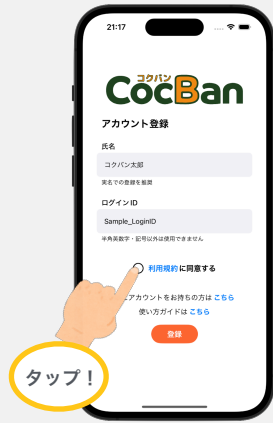 21:17
コクバン
CocBan
アカウント登録
氏名
コクバン太郎
実名での登録を推奨
ログインID
Sample_LoginID
半角英数字・記号以外は使用できません
利用規約に同意する
アカウントをお持ちの方は こちら
使い方ガイドは こちら
登録
タップ！